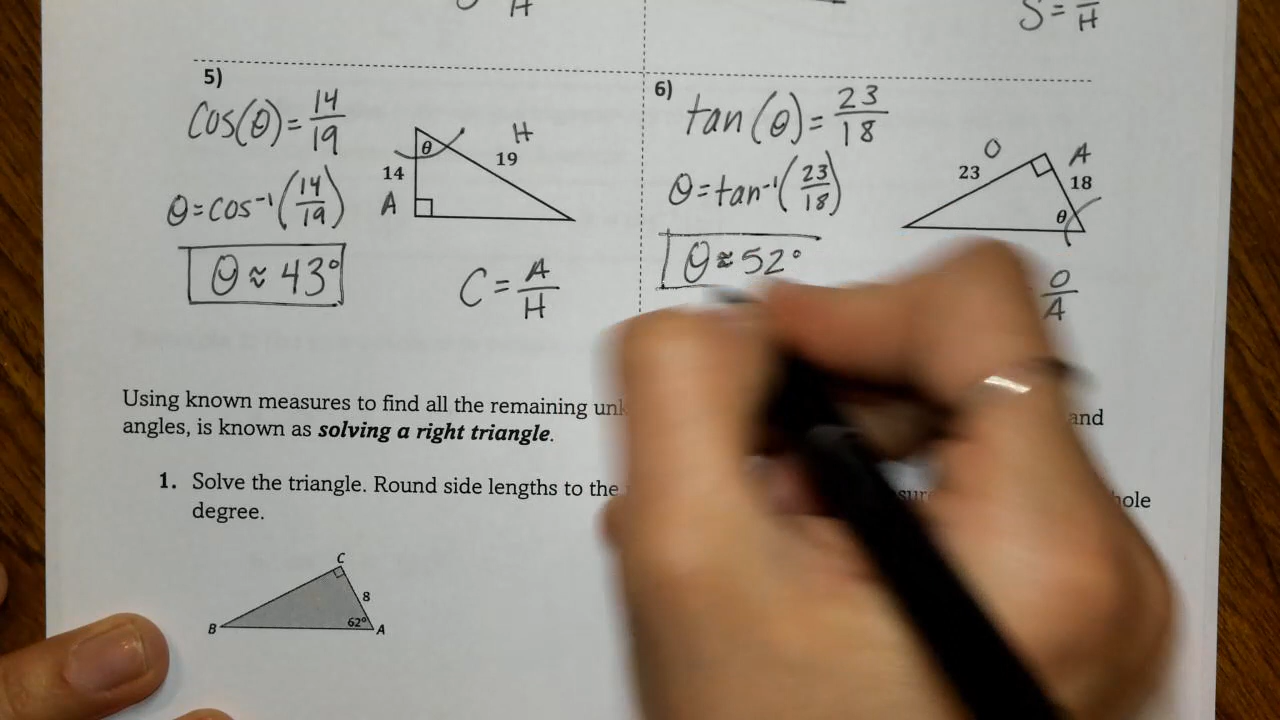 H
S = _/H
5)
cos(θ) = 14/19
θ
H
19
14
A
θ = cos⁻¹(14/19)
θ ≈ 43°
C = A/H
6)
tan(θ) = 23/18
O
23
A
18
θ
θ = tan⁻¹(23/18)
θ ≈ 52°
O/A
Using known measures to find all the remaining and
angles, is known as solving a right triangle.
1. Solve the triangle. Round side lengths to the
degree.
C
8
B
62°
A